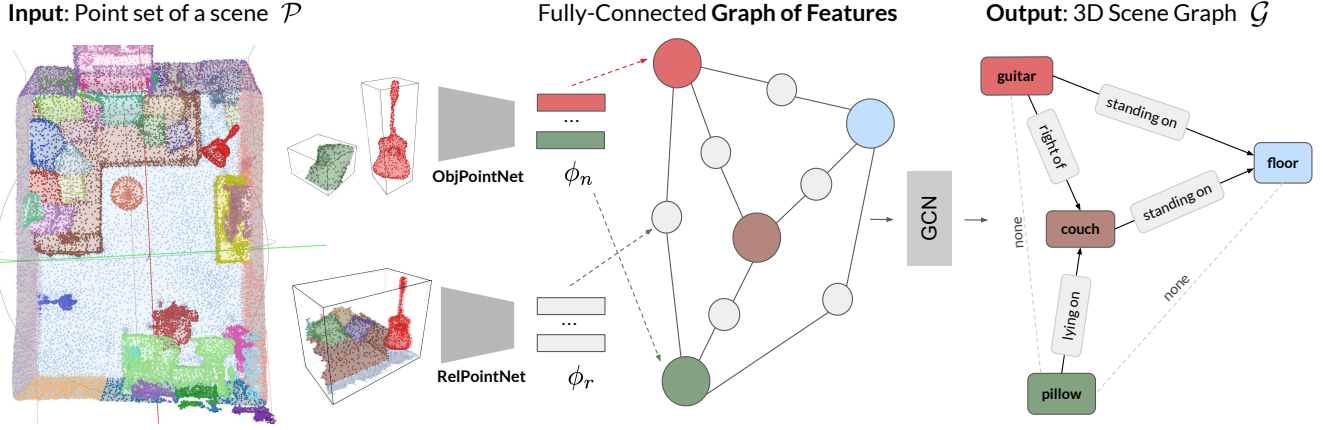 Input: Point set of a scene 𝒫
Fully-Connected Graph of Features
Output: 3D Scene Graph 𝒢
ObjPointNet
...
ϕn
RelPointNet
...
ϕr
GCN
guitar
standing on
right of
floor
standing on
couch
none
none
lying on
pillow